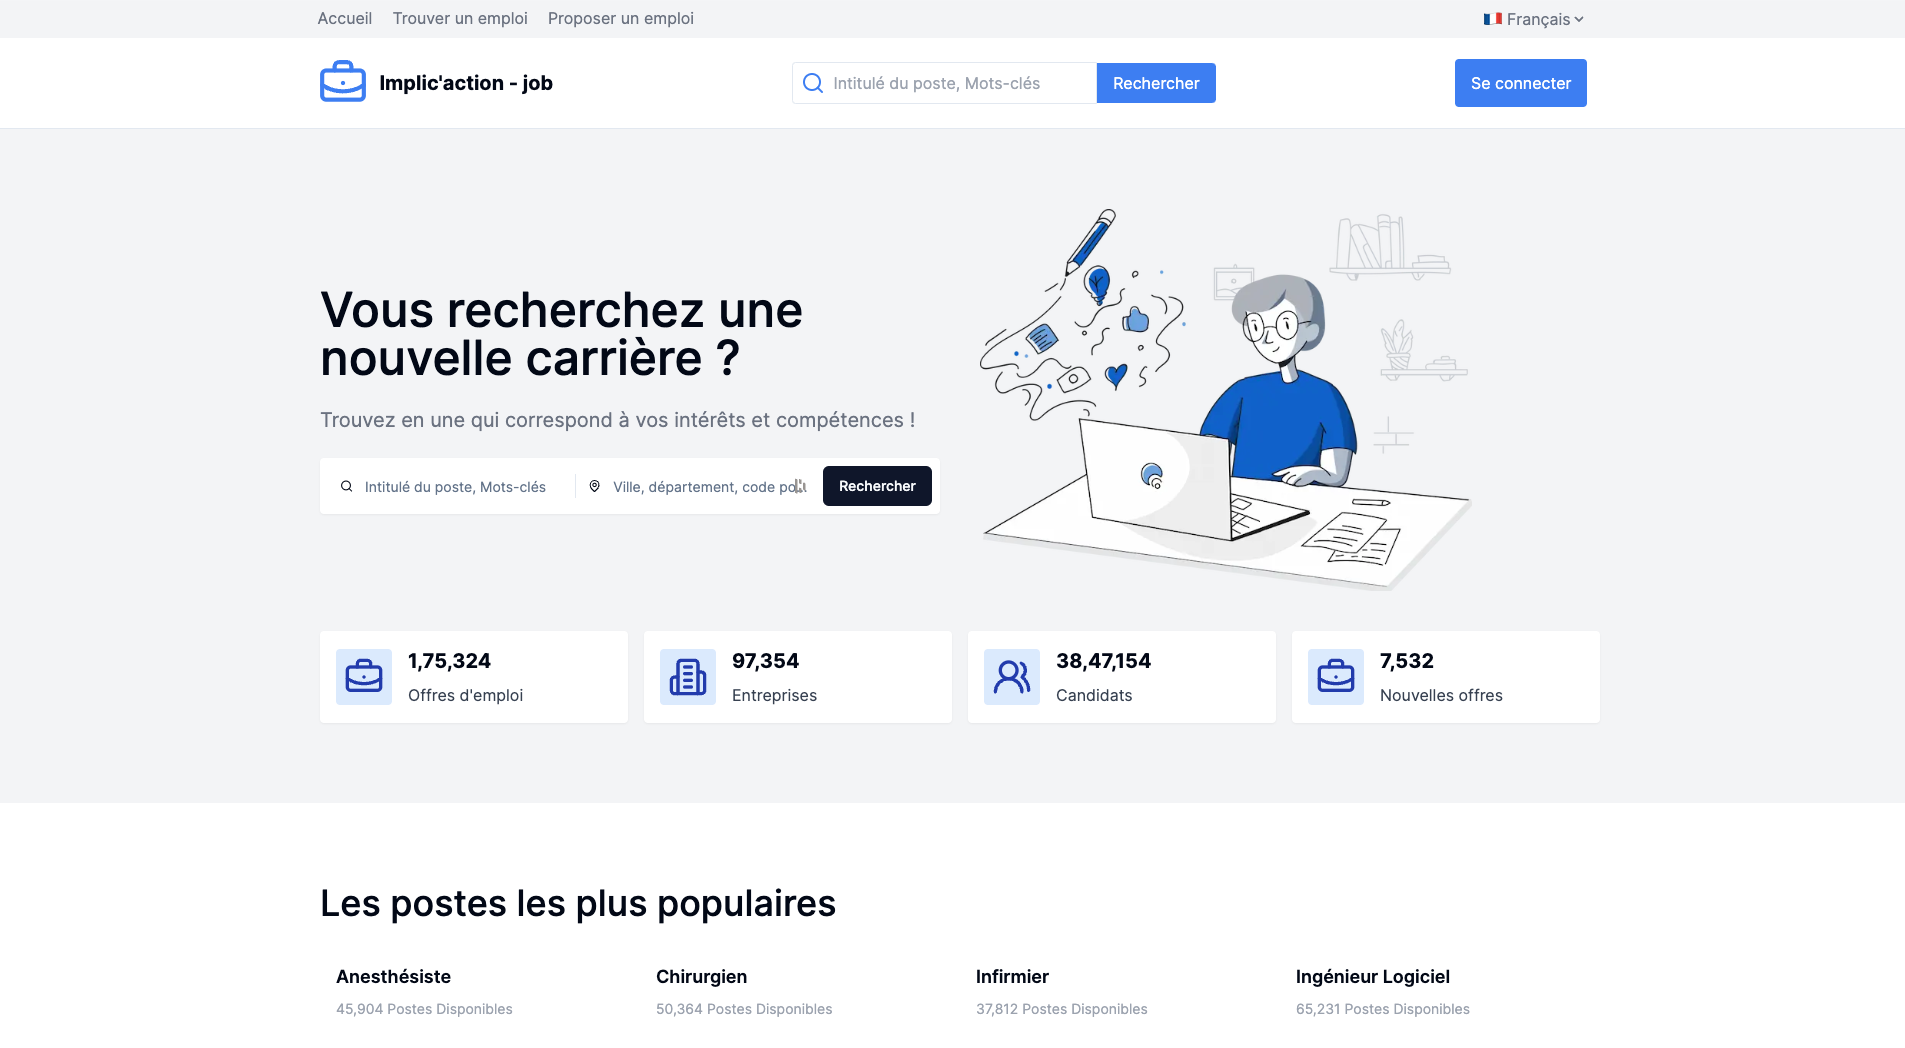 Accueil Trouver un emploi Proposer un emploi Français
Implic'action - job
Intitulé du poste, Mots-clés Rechercher
Se connecter
Vous recherchez une
nouvelle carrière ?
Trouvez en une qui correspond à vos intérêts et compétences !
Intitulé du poste, Mots-clés Ville, département, code Rechercher
1,75,324
Offres d'emploi
97,354
Entreprises
38,47,154
Candidats
7,532
Nouvelles offres
Les postes les plus populaires
Anesthésiste
45,904 Postes Disponibles
Chirurgien
50,364 Postes Disponibles
Infirmier
37,812 Postes Disponibles
Ingénieur Logiciel
65,231 Postes Disponibles